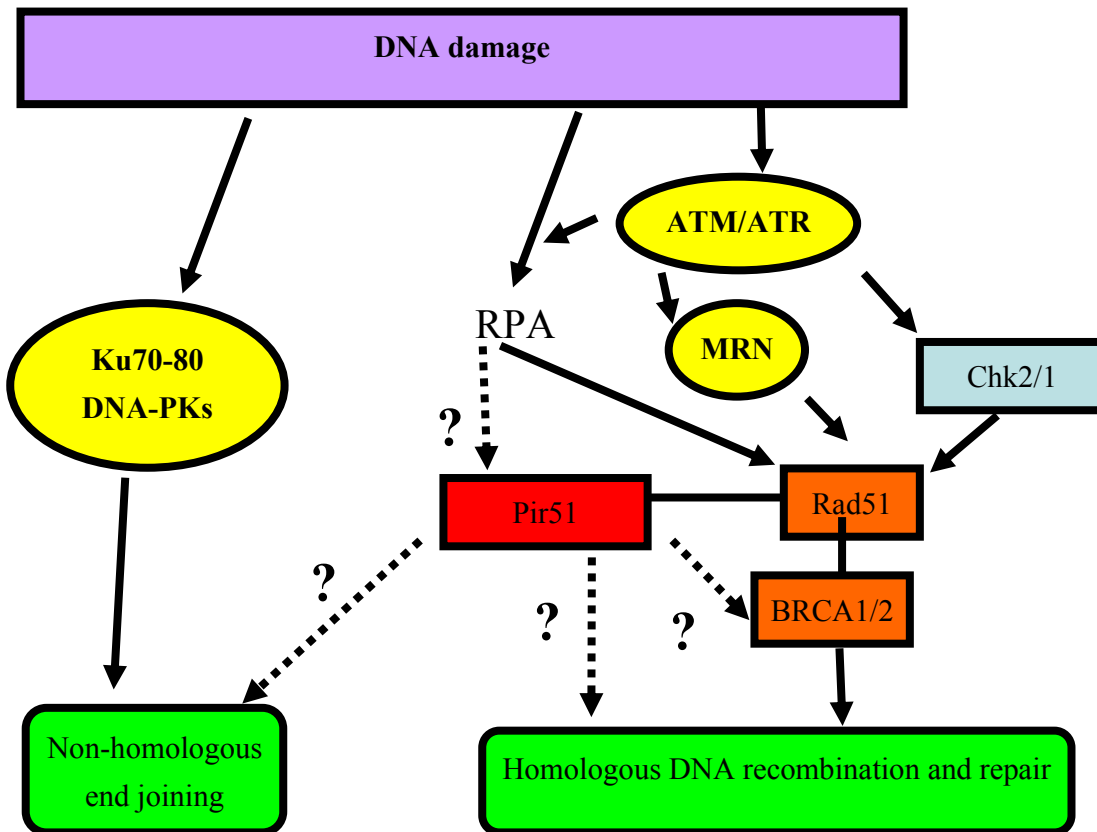 DNA damage
ATM/ATR
RPA
MRN
Ku70-80
DNA-PKs
Chk2/1
?
Pir51
Rad51
?
?
?
BRCA1/2
Non-homologous
end joining
Homologous DNA recombination and repair